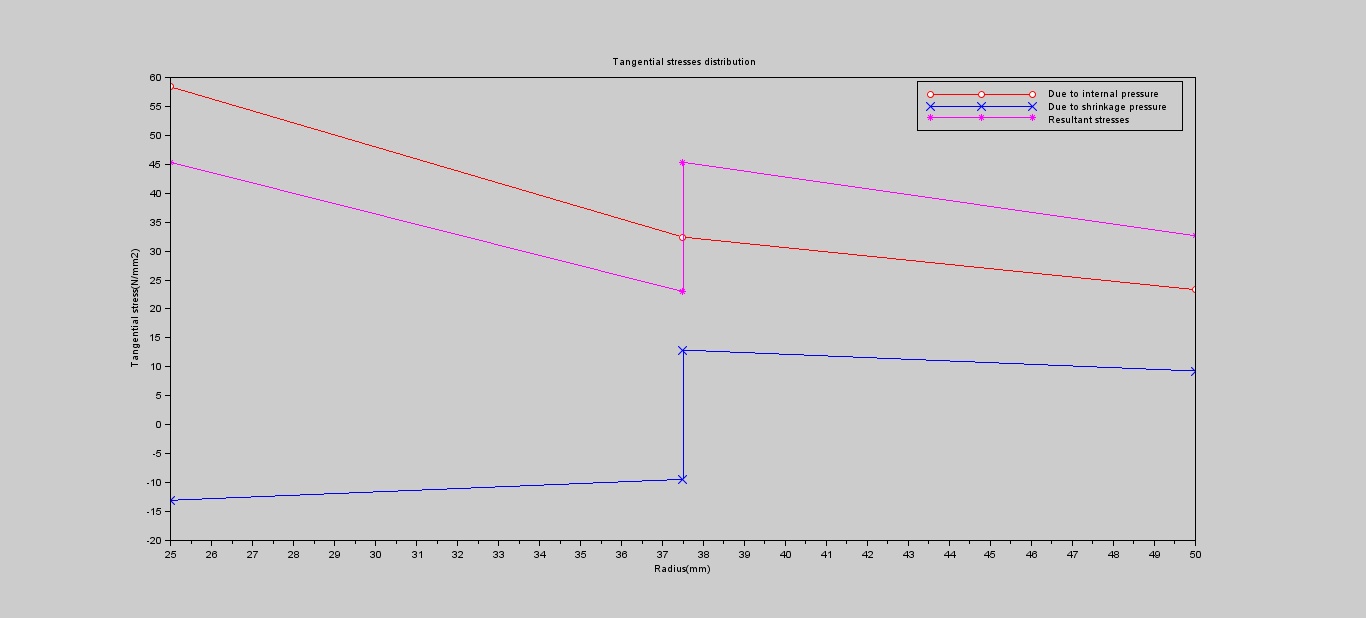 Tangential stresses distribution
Due to internal pressure
Due to shrinkage pressure
Resultant stresses
Tangential stress(N/mm2)
60
55
50
45
40
35
30
25
20
15
10
5
0
-5
-10
-15
-20
25 26 27 28 29 30 31 32 33 34 35 36 37 38 39 40 41 42 43 44 45 46 47 48 49 50
Radius(mm)